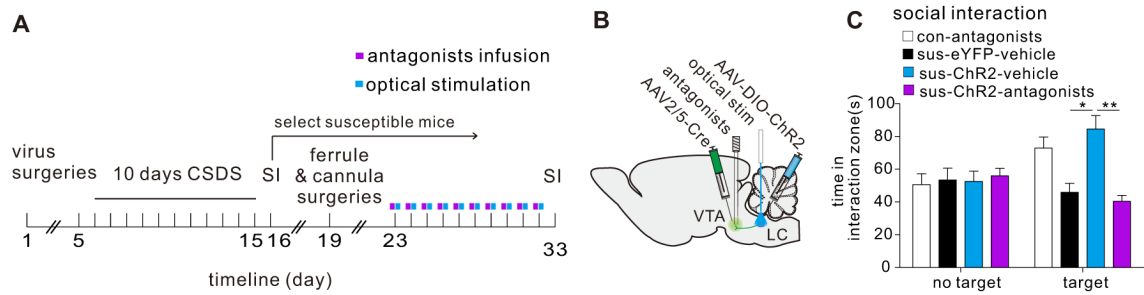 A
antagonists infusion
optical stimulation
select susceptible mice
virus
surgeries
10 days CSDS
SI
ferrule
& cannula
surgeries
SI
1
5
15
16
19
23
33
timeline (day)
B
AAV2/5-Cre
antagonists
optical stim
AAV-DIO-ChR2
VTA
LC
C
social interaction
con-antagonists
sus-eYFP-vehicle
sus-ChR2-vehicle
sus-ChR2-antagonists
time in
interaction zone(s)
100
80
60
40
20
0
* **
no target
target